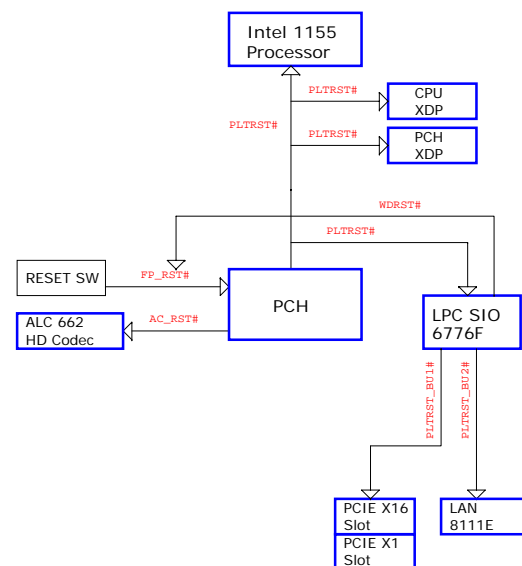 Intel 1155
Processor
PLTRST#
CPU
XDP
PLTRST#
PLTRST#
PCH
XDP
WDRST#
PLTRST#
RESET SW
FP_RST#
PCH
LPC SIO
6776F
ALC 662
HD Codec
AC_RST#
PLTRST_BU1#
PLTRST_BU2#
PCIE X16
Slot
LAN
8111E
PCIE X1
Slot